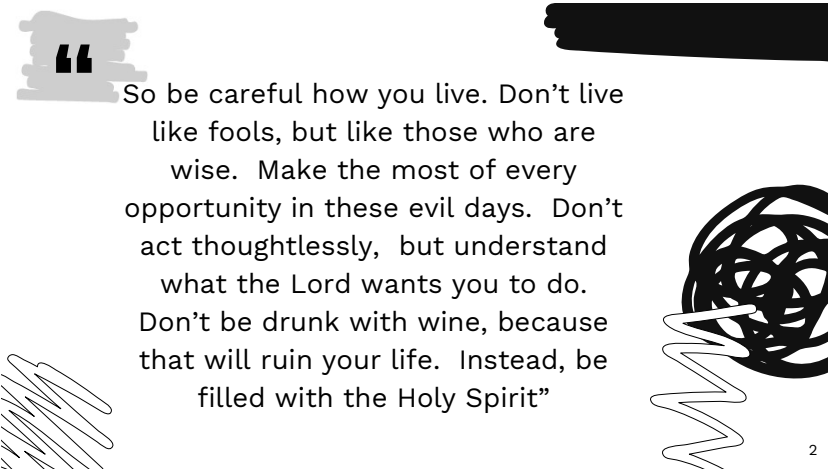 “
So be careful how you live. Don’t live
like fools, but like those who are
wise.  Make the most of every
opportunity in these evil days.  Don’t
act thoughtlessly,  but understand
what the Lord wants you to do.
Don’t be drunk with wine, because
that will ruin your life.  Instead, be
filled with the Holy Spirit”
2